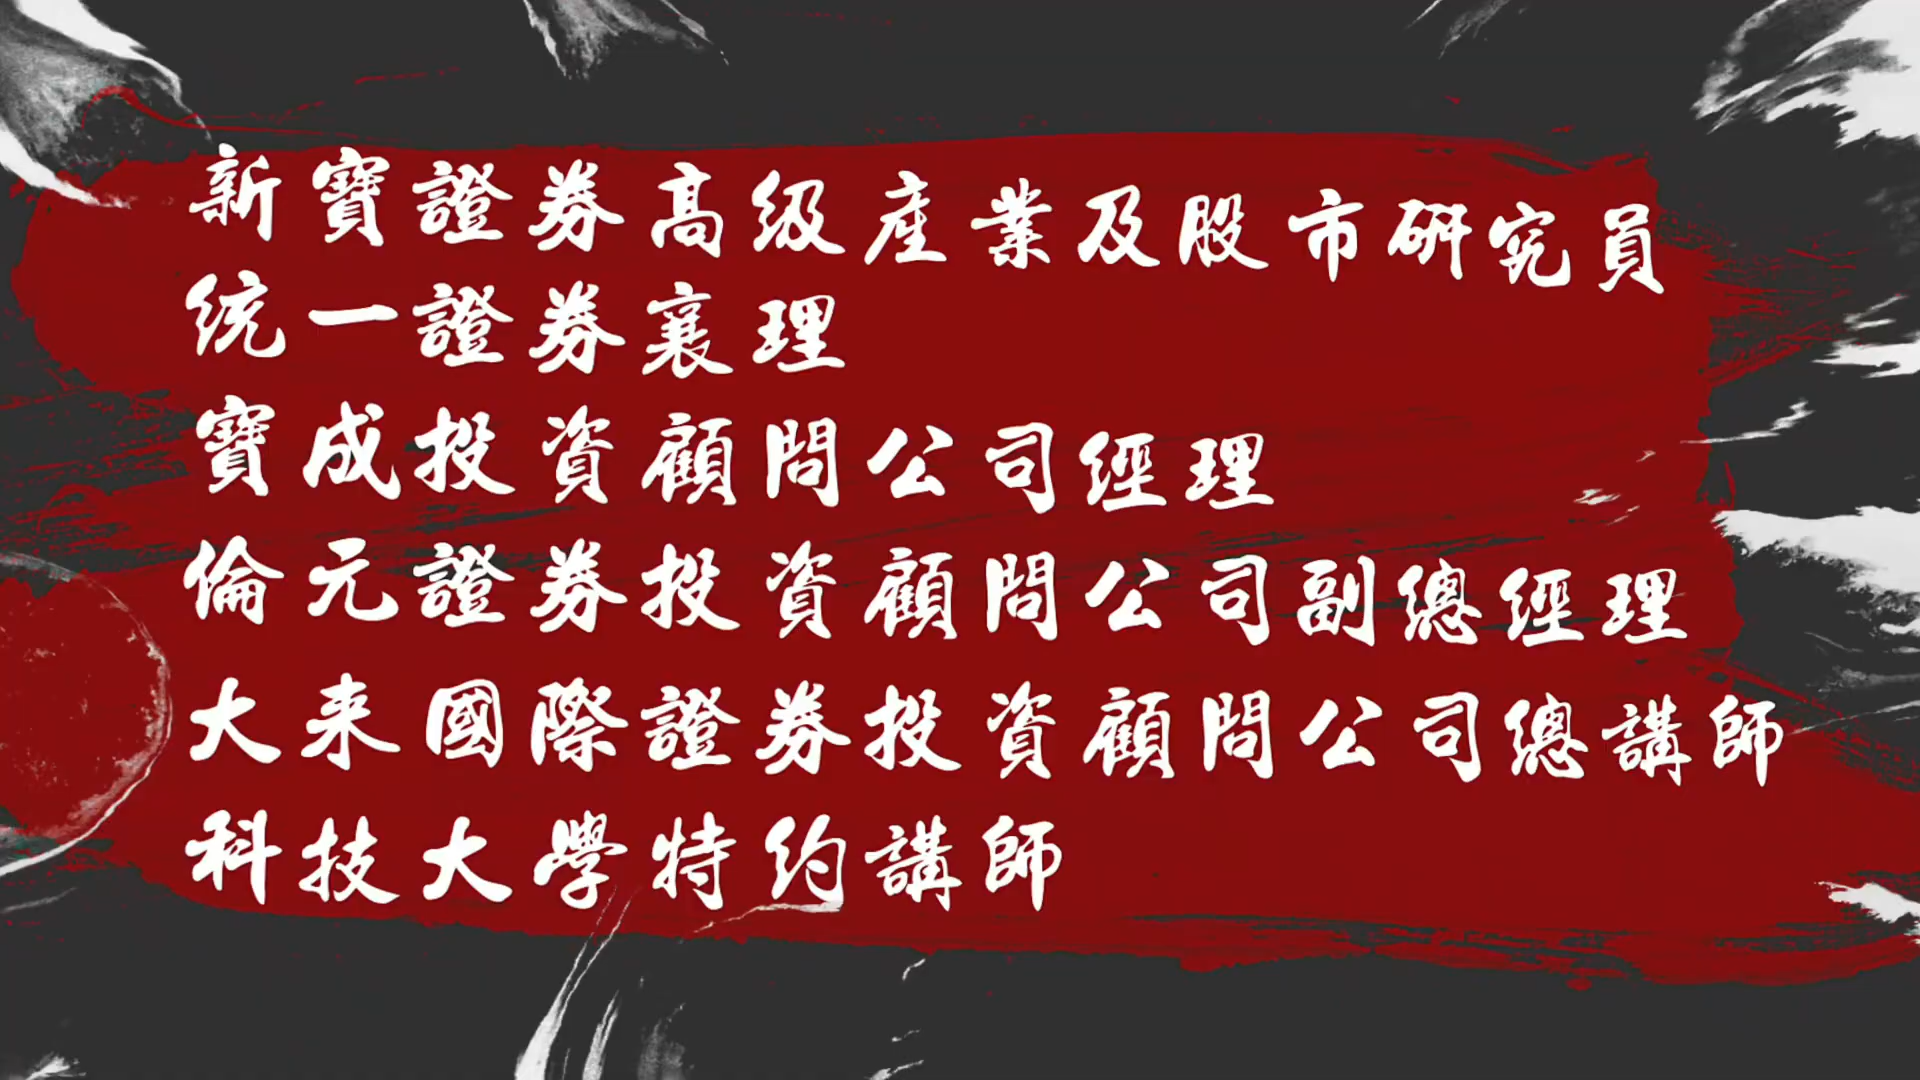 新寶證券高級產業及股市研究員
統一證券襄理
寶成投資顧問公司經理
倫元證券投資顧問公司副總經理
大来國際證券投資顧問公司總講師
科技大學特約講師